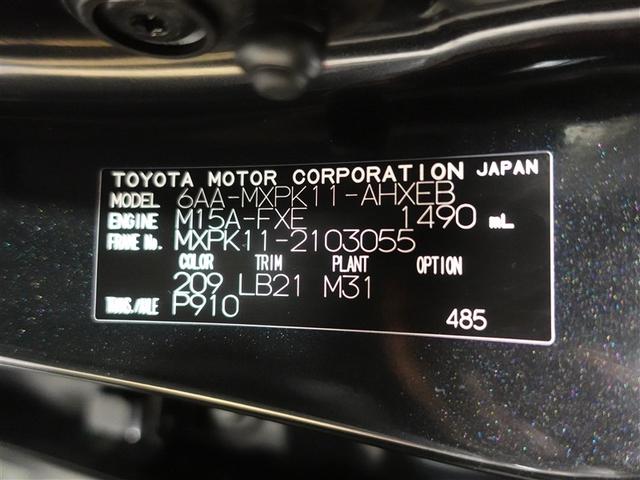 TOYOTA MOTOR CORPORATION JAPAN
MODEL 6AA-MXPK11-AHXEB
ENGINE M15A-FXE 1490 mL
FRAME No. MXPK11-2103055
COLOR TRIM PLANT OPTION
209 LB21 M31
TRANS./AXLE P910
485